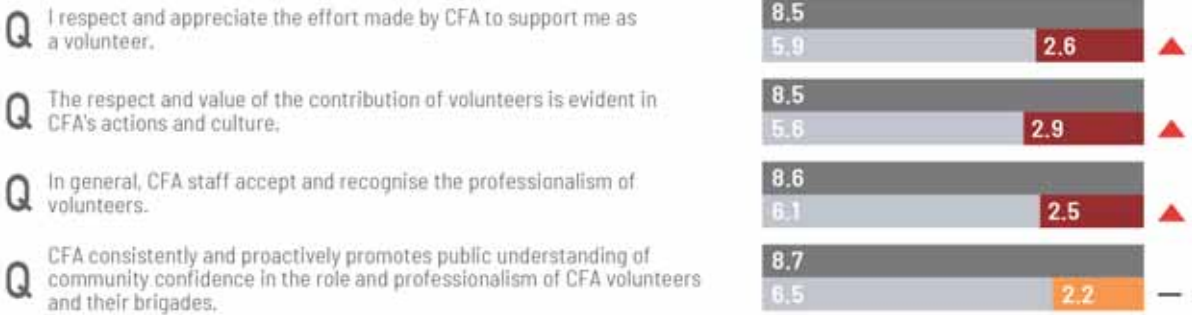 Q I respect and appreciate the effort made by CFA to support me as
a volunteer.
8.5
5.9 2.6
Q The respect and value of the contribution of volunteers is evident in
CFA's actions and culture.
8.5
5.6 2.9
Q In general, CFA staff accept and recognise the professionalism of
volunteers.
8.6
6.1 2.5
Q CFA consistently and proactively promotes public understanding of
community confidence in the role and professionalism of CFA volunteers
and their brigades.
8.7
6.5 2.2